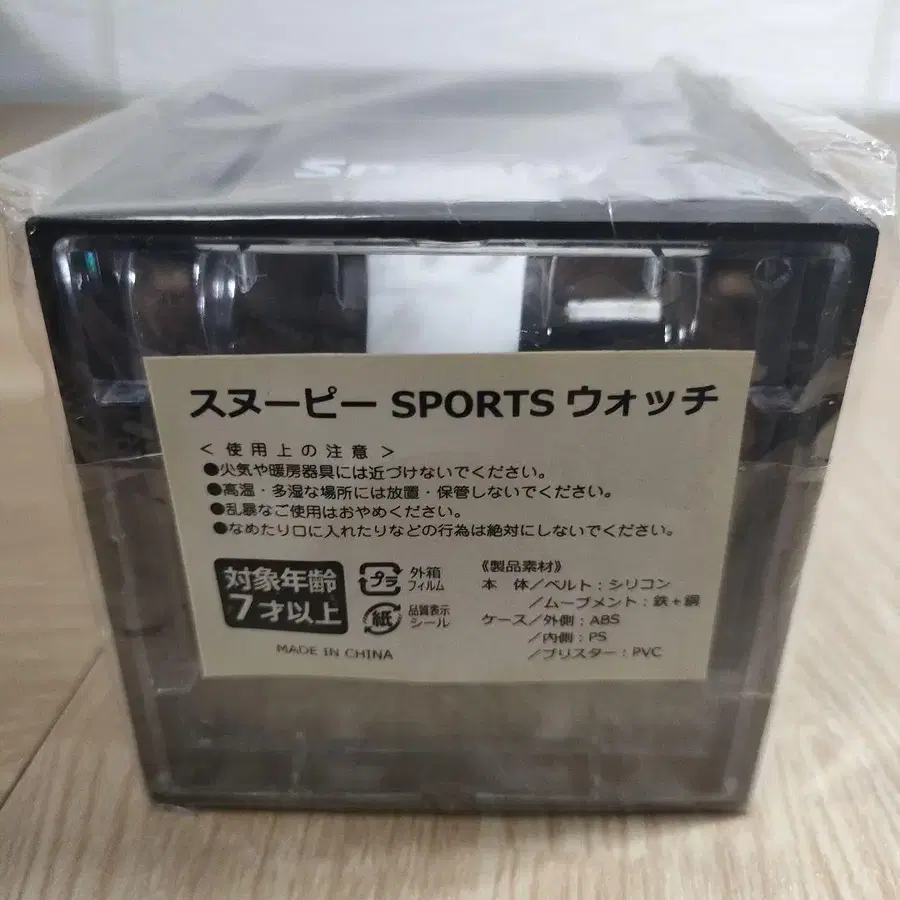 スヌーピー SPORTS ウォッチ
＜使用上の注意＞
●火気や暖房器具には近づけないでください。
●高温・多湿な場所には放置・保管しないでください。
●乱暴なご使用はおやめください。
●なめたり口に入れたりなどの行為は絶対にしないでください。
対象年齢
7才以上
プラ
外箱
フィルム
紙
品質表示
シール
MADE IN CHINA
《製品素材》
本 体／ベルト：シリコン
／ムーブメント：鉄＋銅
ケース／外側：ABS
／内側：PS
／ブリスター：PVC